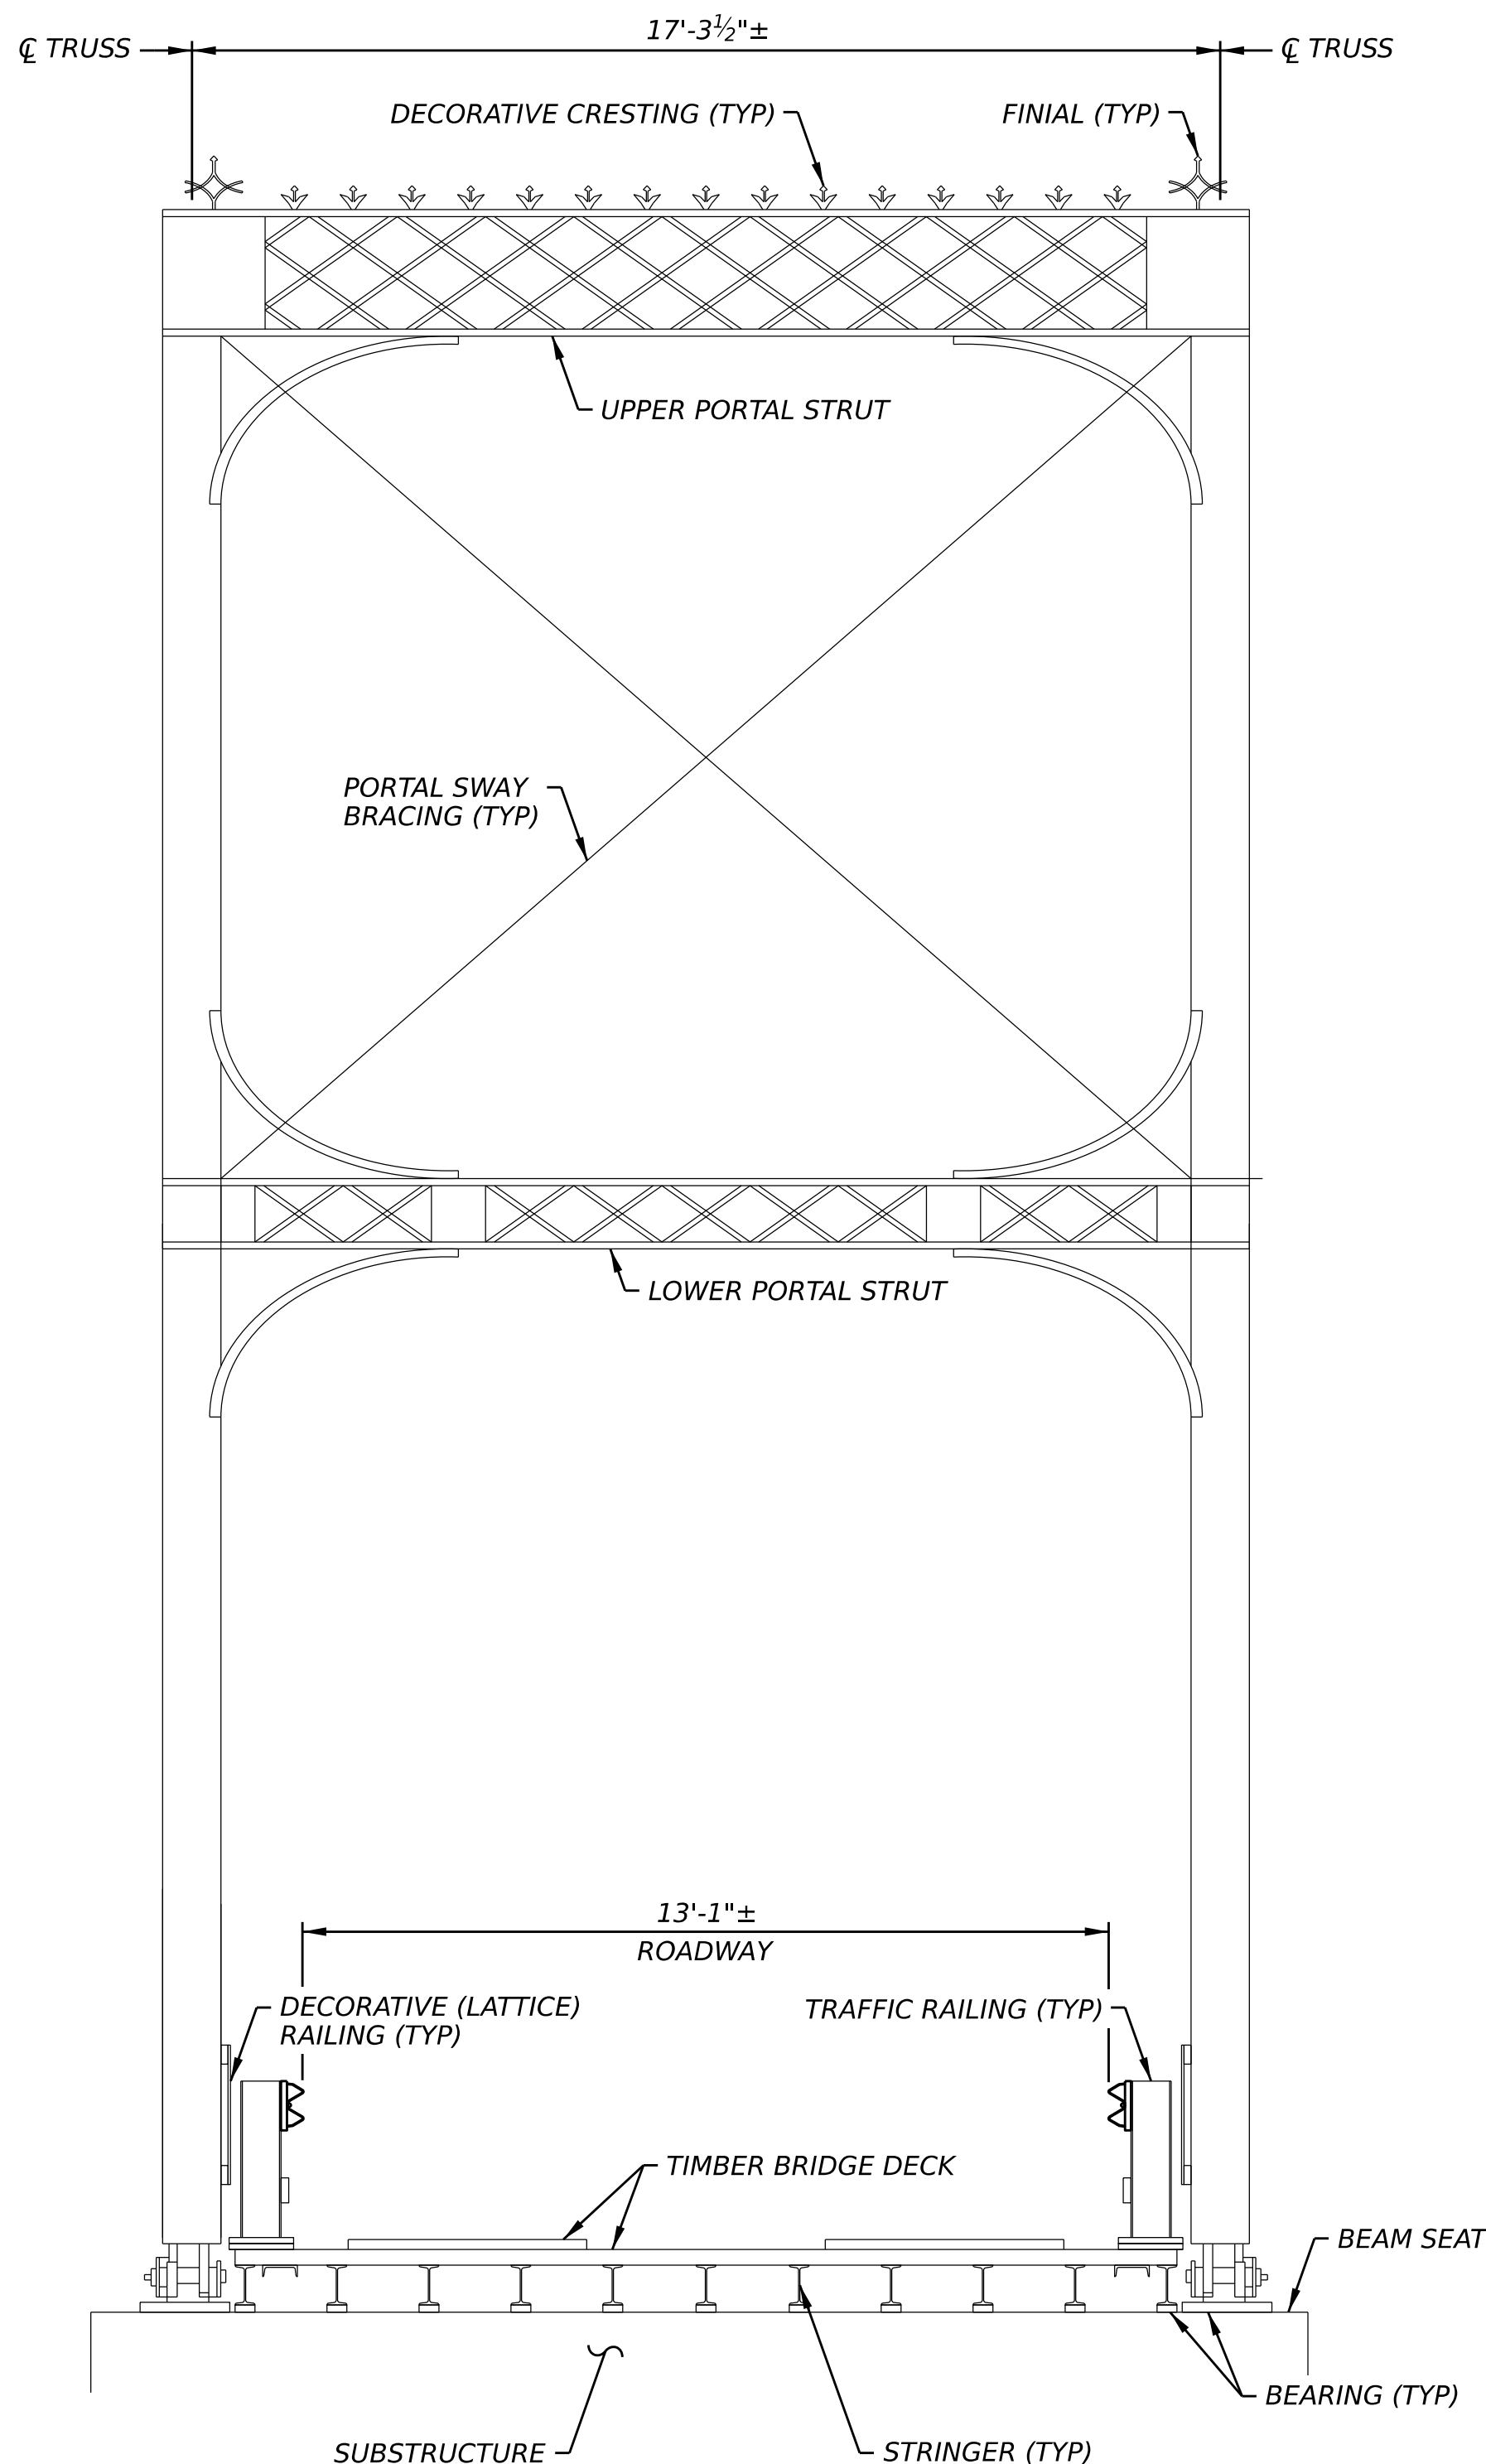 17'-3½"±
℄ TRUSS
℄ TRUSS
DECORATIVE CRESTING (TYP)
FINIAL (TYP)
UPPER PORTAL STRUT
PORTAL SWAY
BRACING (TYP)
LOWER PORTAL STRUT
13'-1"±
ROADWAY
DECORATIVE (LATTICE)
RAILING (TYP)
TRAFFIC RAILING (TYP)
TIMBER BRIDGE DECK
BEAM SEAT
BEARING (TYP)
SUBSTRUCTURE
STRINGER (TYP)